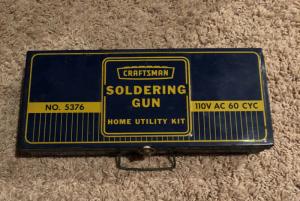 CRAFTSMAN
SOLDERING
GUN
HOME UTILITY KIT
NO. 5376
110V AC 60 CYC